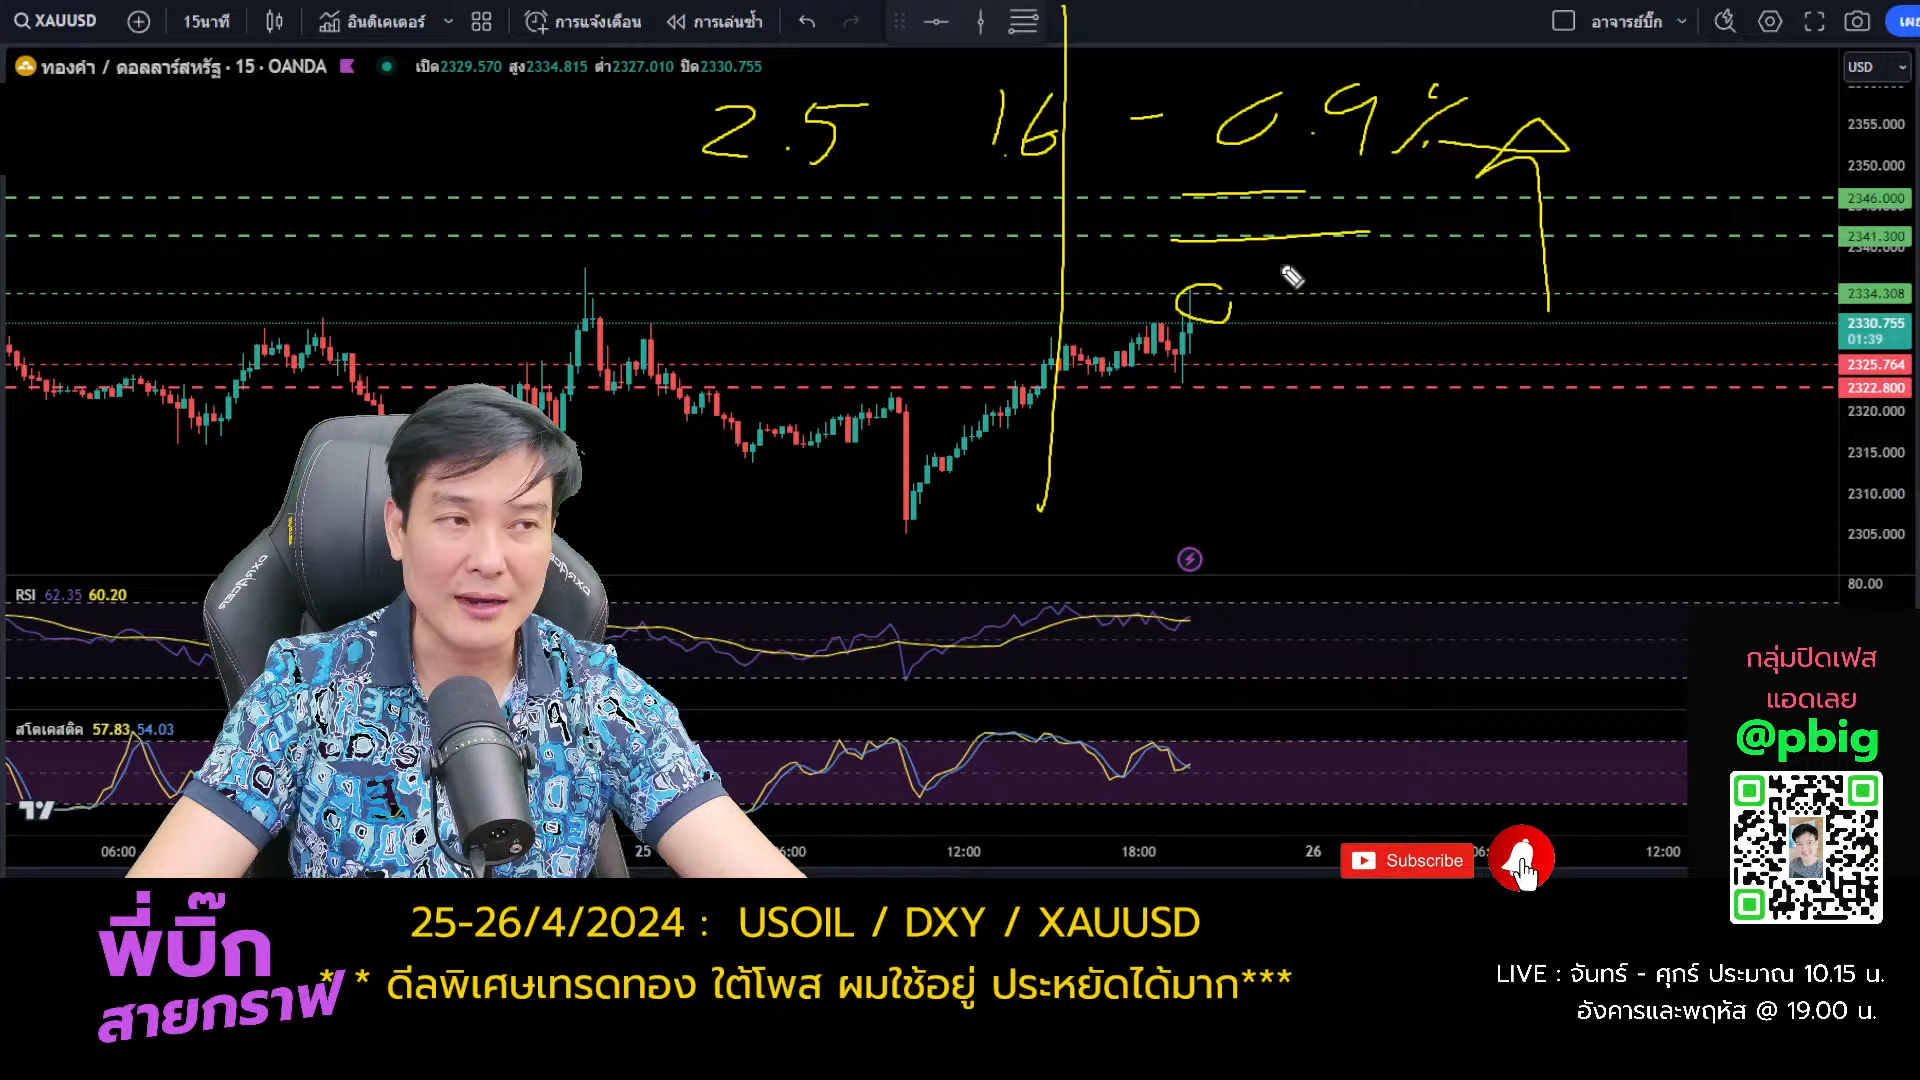 XAUUSD 15นาที อินดิเคเตอร์ การแจ้งเตือน การเล่นซ้ำ อาจารย์บิ๊ก
ทองคำ / ดอลลาร์สหรัฐ · 15 · OANDA เปิด2329.570 สูง2334.815 ต่ำ2327.010 ปิด2330.755
USD
2.5 1.6 - 0.9%
2355.000
2350.000
2346.000
2341.300
2340.000
2334.308
2330.755
01:39
2325.764
2322.800
2320.000
2315.000
2310.000
2305.000
80.00
RSI 62.35 60.20
สโตเคสติค 57.83 54.03
DXRACER
06:00 25 06:00 12:00 18:00 26 06:00 12:00
Subscribe
กลุ่มปิดเฟส
แอดเลย
@pbig
พี่บิ๊ก
สายกราฟ
25-26/4/2024 : USOIL / DXY / XAUUSD
* * ดีลพิเศษเทรดทอง ใต้โพส ผมใช้อยู่ ประหยัดได้มาก***
LIVE : จันทร์ - ศุกร์ ประมาณ 10.15 น.
อังคารและพฤหัส @ 19.00 น.